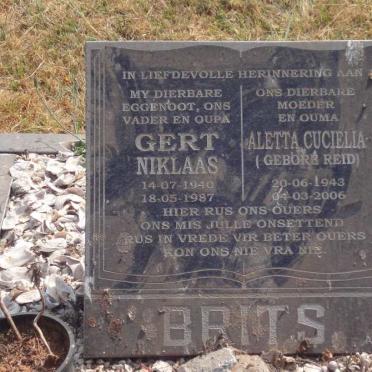 IN LIEFDEVOLLE HERINNERING AAN
MY DIERBARE
EGGENOOT, ONS
VADER EN OUPA
GERT
NIKLAAS
14-07-1940
18-05-1987
ONS DIERBARE
MOEDER
EN OUMA
ALETTA CUCIELIA
( GEBORE REID)
20-06-1943
04-03-2006
HIER RUS ONS OUERS
ONS MIS JULLE ONSETTEND
RUS IN VREDE VIR BETER OUERS
KON ONS NIE VRA NIE
BRITS